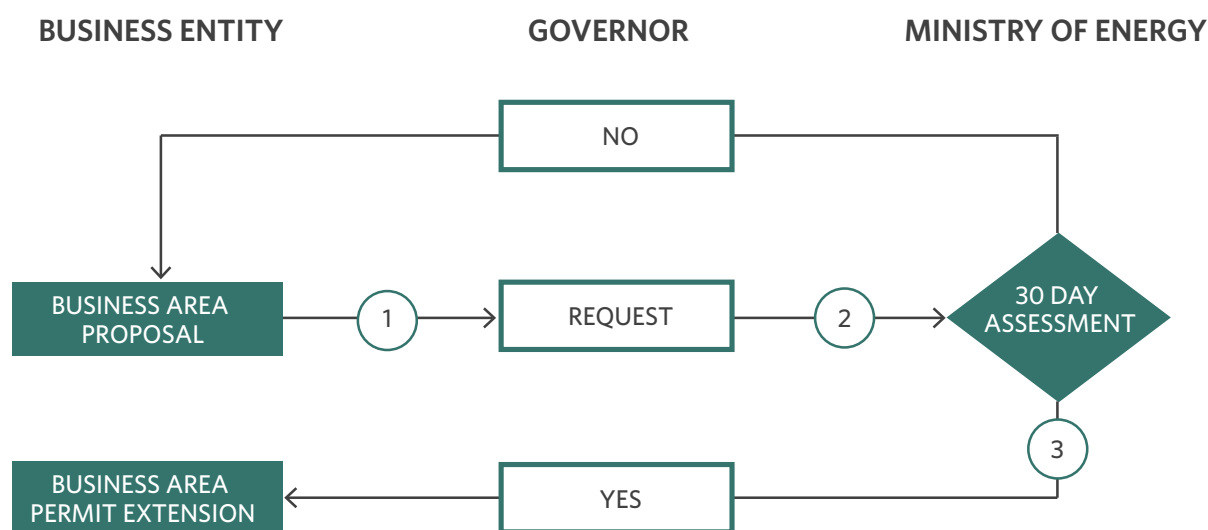 BUSINESS ENTITY
GOVERNOR
MINISTRY OF ENERGY
NO
BUSINESS AREA
PROPOSAL
1
REQUEST
2
30 DAY
ASSESSMENT
3
BUSINESS AREA
PERMIT EXTENSION
YES